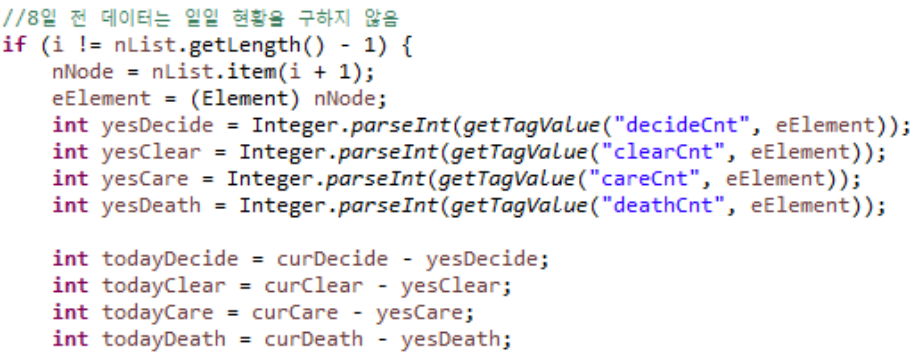 //8일 전 데이터는 일일 현황을 구하지 않음
if (i != nList.getLength() - 1) {
    nNode = nList.item(i + 1);
    eElement = (Element) nNode;
    int yesDecide = Integer.parseInt(getTagValue("decideCnt", eElement));
    int yesClear = Integer.parseInt(getTagValue("clearCnt", eElement));
    int yesCare = Integer.parseInt(getTagValue("careCnt", eElement));
    int yesDeath = Integer.parseInt(getTagValue("deathCnt", eElement));
    int todayDecide = curDecide - yesDecide;
    int todayClear = curClear - yesClear;
    int todayCare = curCare - yesCare;
    int todayDeath = curDeath - yesDeath;